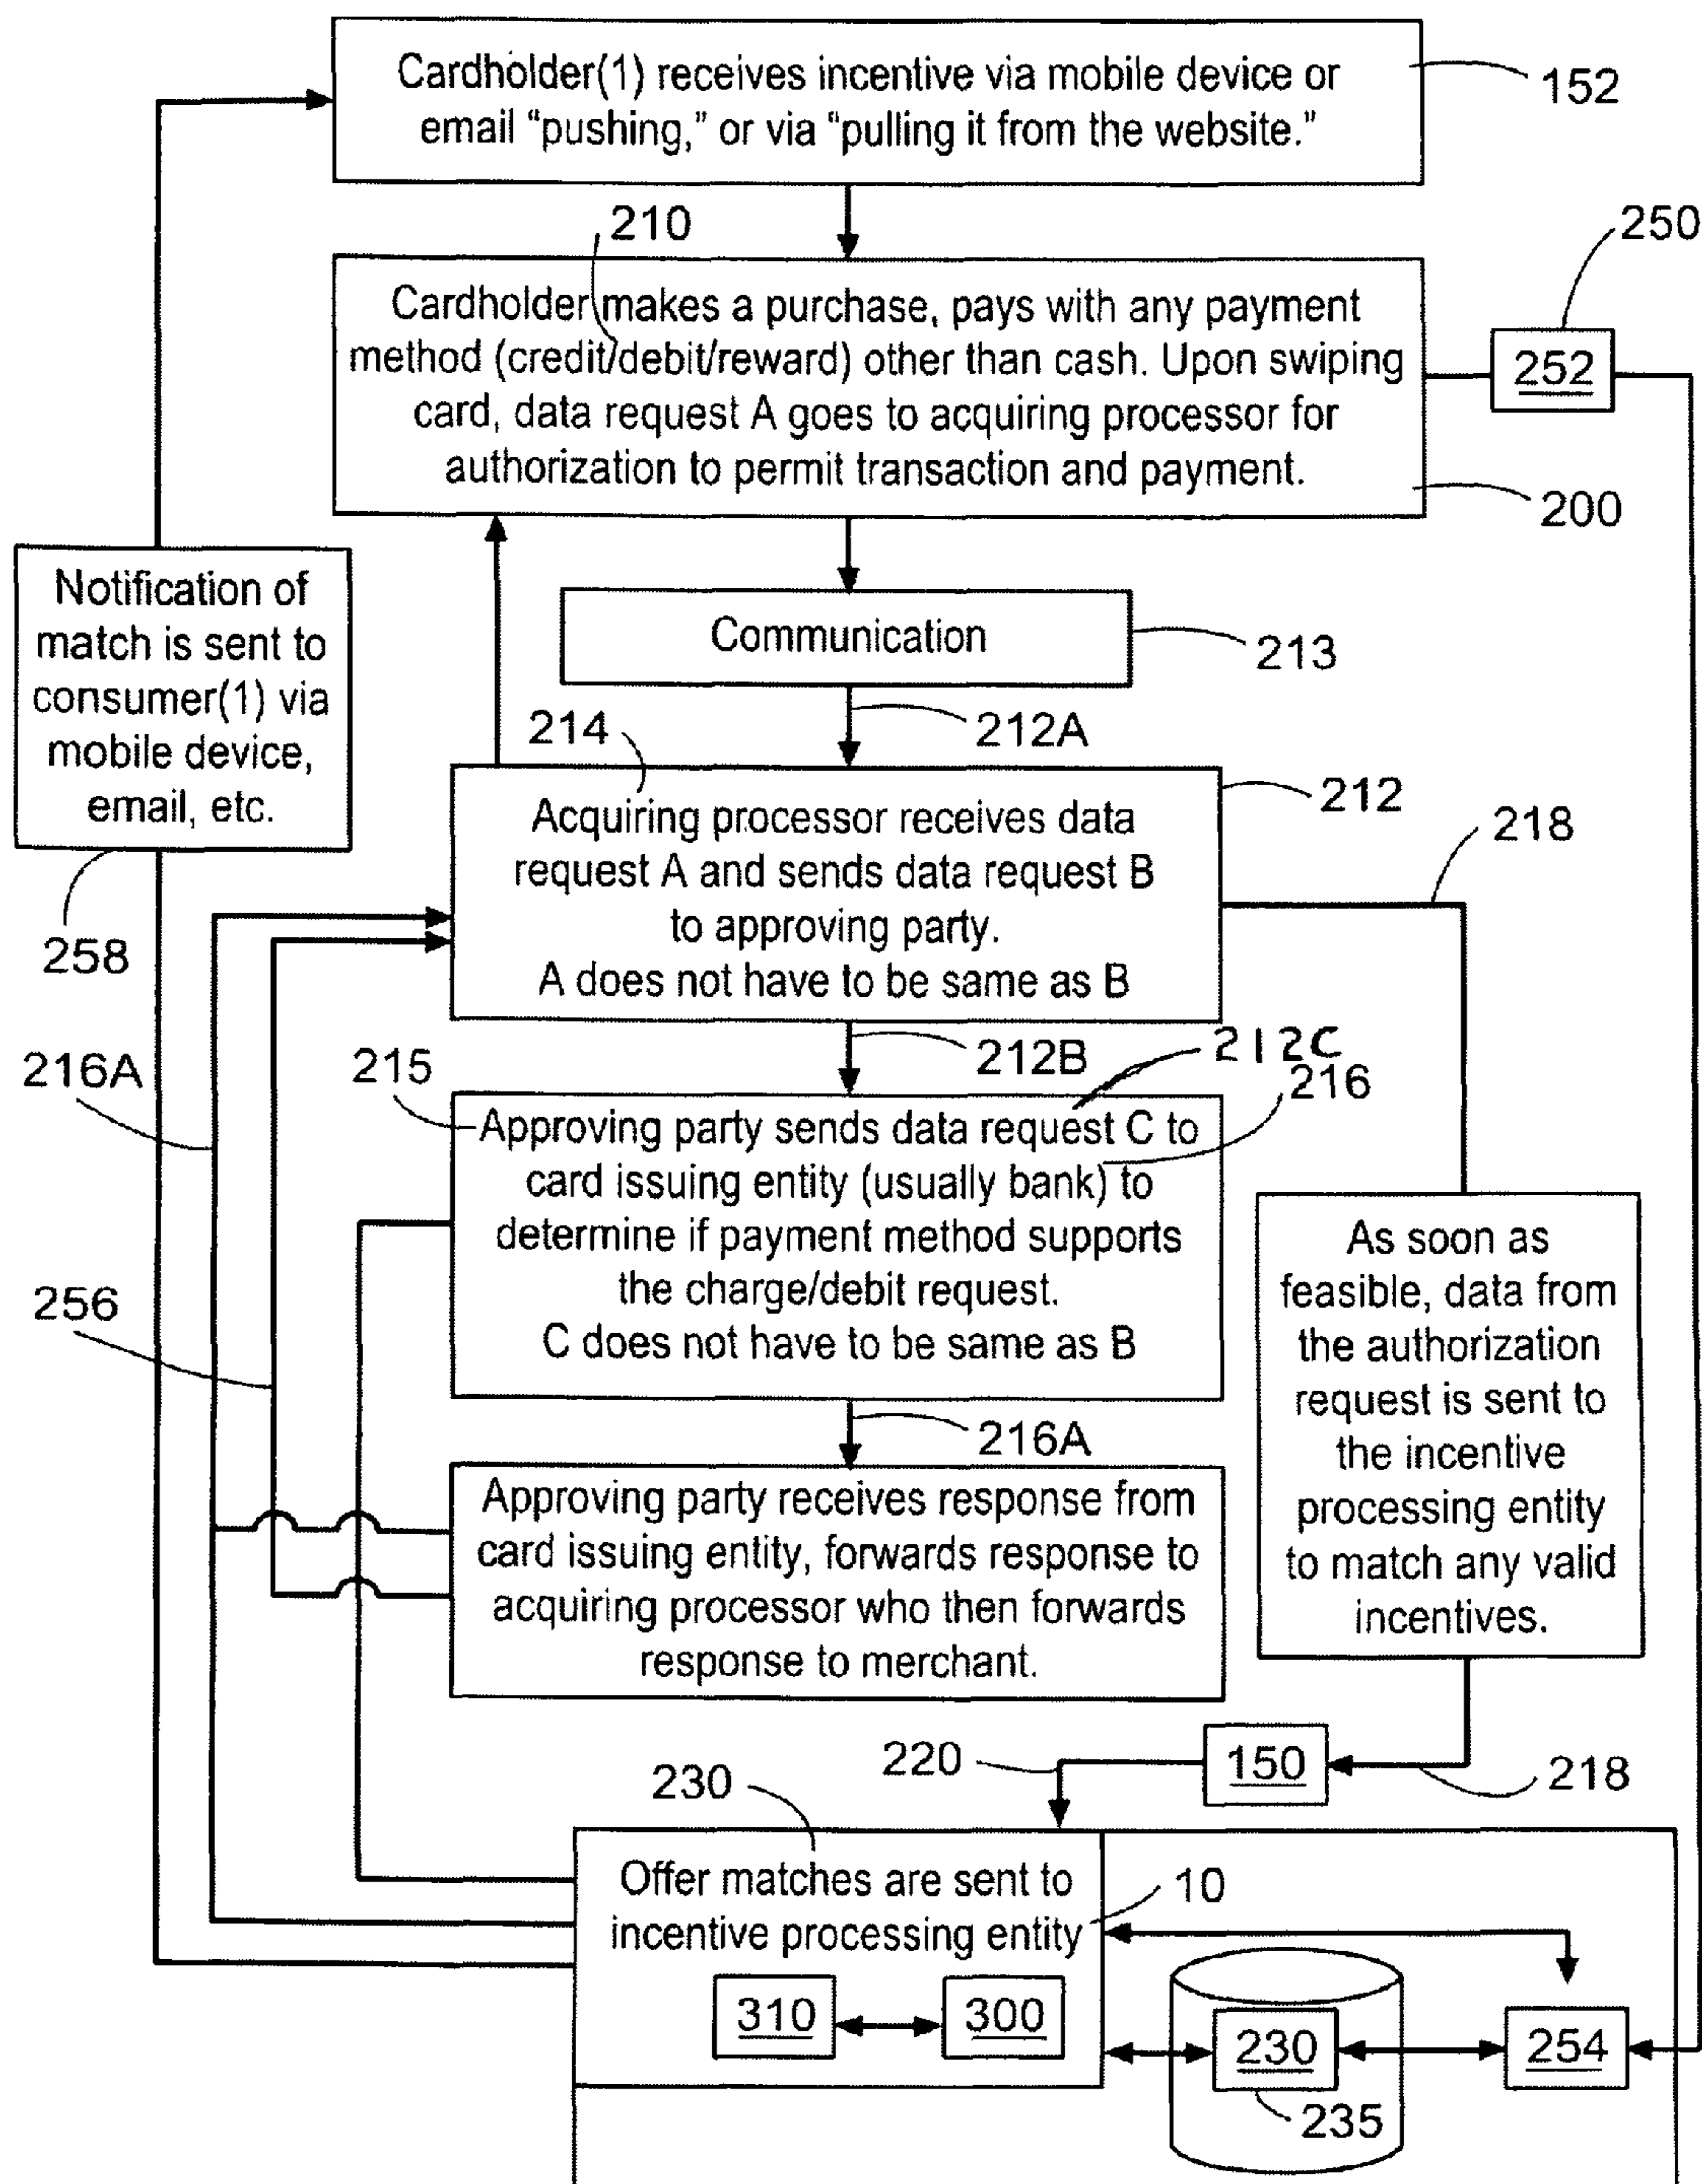 Cardholder(1) receives incentive via mobile device or
email “pushing,” or via “pulling it from the website.”
152
210
250
Cardholder makes a purchase, pays with any payment
method (credit/debit/reward) other than cash. Upon swiping
card, data request A goes to acquiring processor for
authorization to permit transaction and payment.
252
200
Notification of
match is sent to
consumer(1) via
mobile device,
email, etc.
258
Communication
213
212A
214
212
218
Acquiring processor receives data
request A and sends data request B
to approving party.
A does not have to be same as B
212B
212C
216
216A
215
Approving party sends data request C to
card issuing entity (usually bank) to
determine if payment method supports
the charge/debit request.
C does not have to be same as B
256
216A
As soon as
feasible, data from
the authorization
request is sent to
the incentive
processing entity
to match any valid
incentives.
Approving party receives response from
card issuing entity, forwards response to
acquiring processor who then forwards
response to merchant.
220
150
218
230
Offer matches are sent to
incentive processing entity
10
310
300
230
254
235